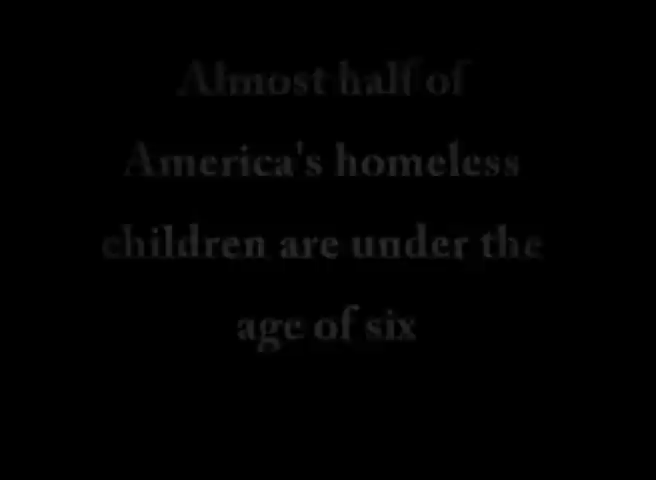 Almost half of
America's homeless
children are under the
age of six